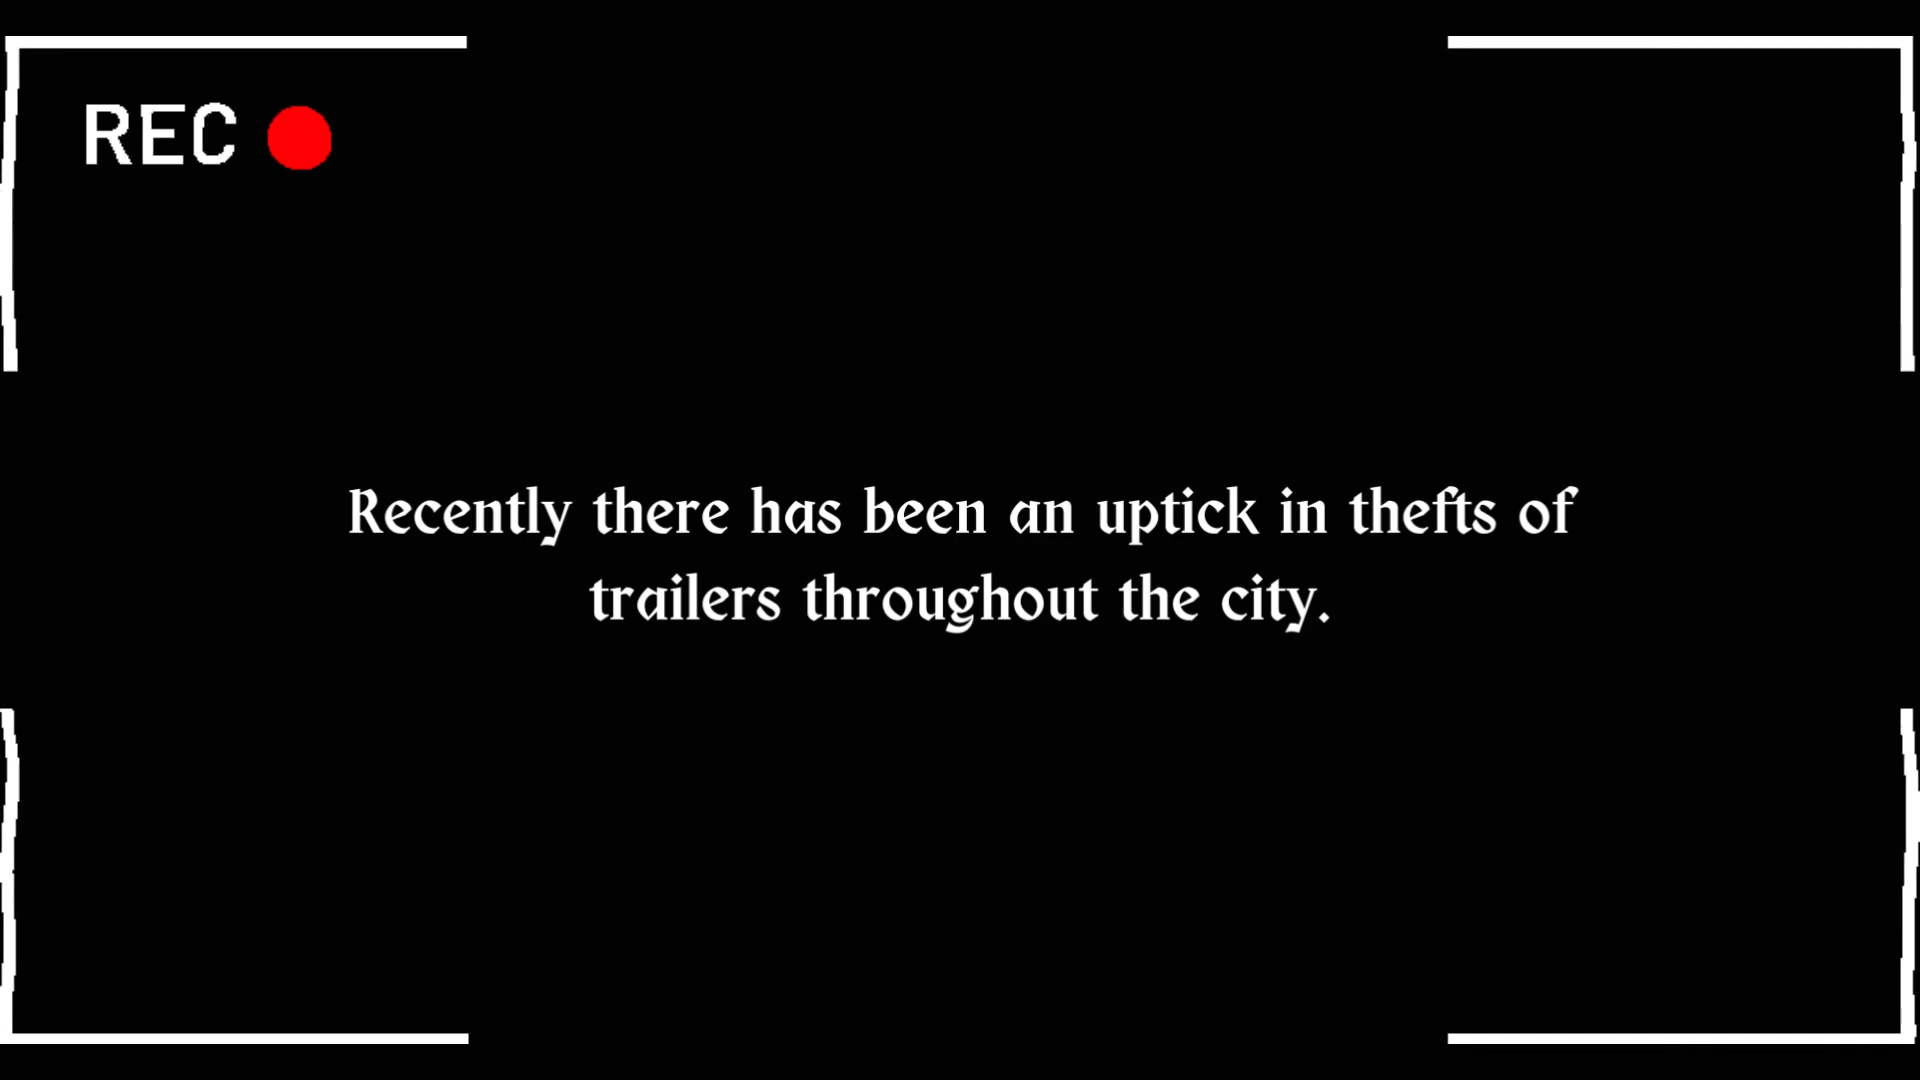 REC
Recently there has been an uptick in thefts of
trailers throughout the city.